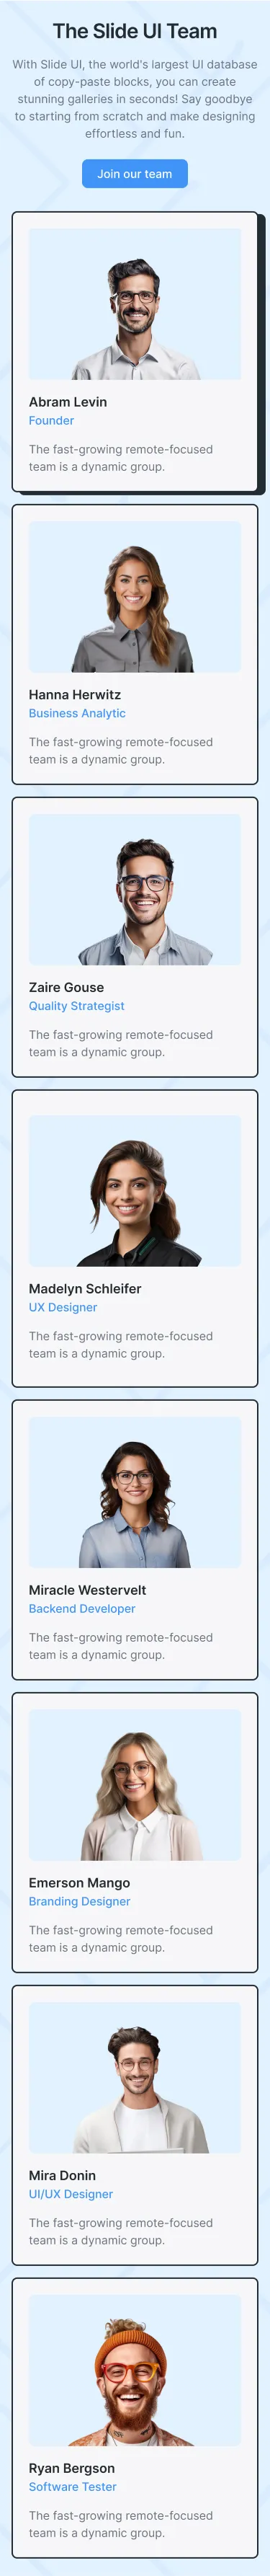 The Slide UI Team
With Slide UI, the world's largest UI database
of copy-paste blocks, you can create
stunning galleries in seconds! Say goodbye
to starting from scratch and make designing
effortless and fun.
Join our team
Abram Levin
Founder
The fast-growing remote-focused
team is a dynamic group.
Hanna Herwitz
Business Analytic
The fast-growing remote-focused
team is a dynamic group.
Zaire Gouse
Quality Strategist
The fast-growing remote-focused
team is a dynamic group.
Madelyn Schleifer
UX Designer
The fast-growing remote-focused
team is a dynamic group.
Miracle Westervelt
Backend Developer
The fast-growing remote-focused
team is a dynamic group.
Emerson Mango
Branding Designer
The fast-growing remote-focused
team is a dynamic group.
Mira Donin
UI/UX Designer
The fast-growing remote-focused
team is a dynamic group.
Ryan Bergson
Software Tester
The fast-growing remote-focused
team is a dynamic group.